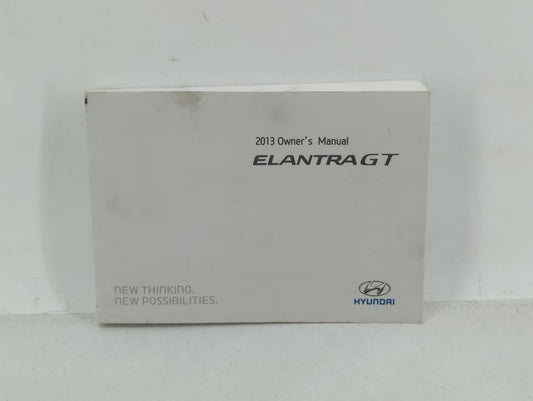 2013 Owner's Manual
ELANTRA GT
NEW THINKING.
NEW POSSIBILITIES.
HYUNDAI